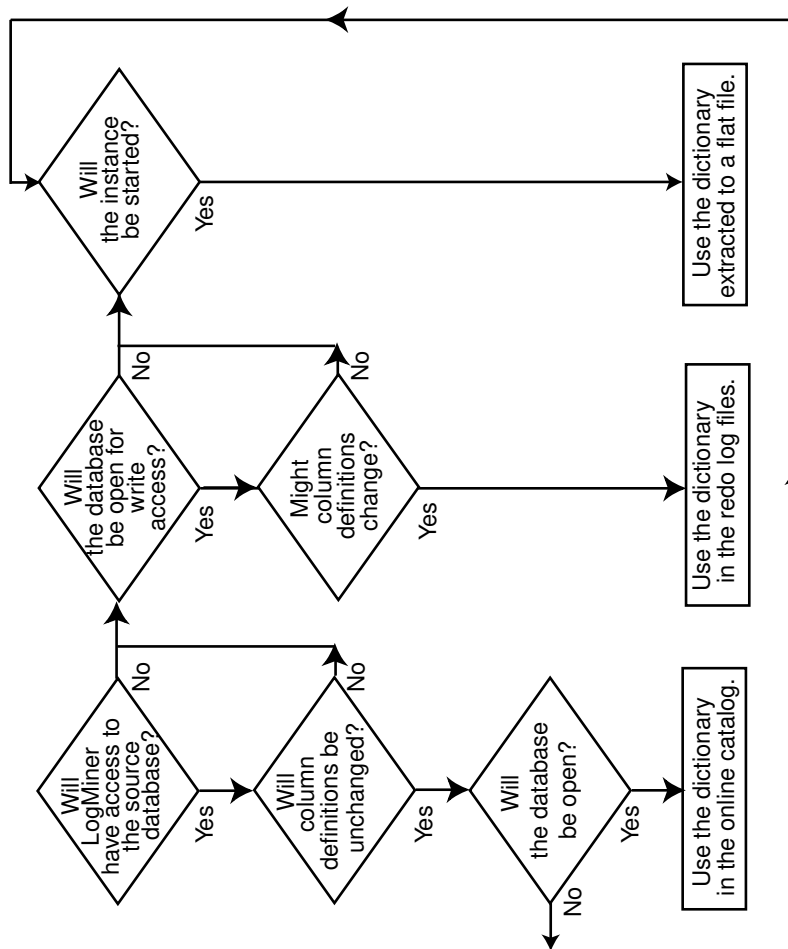 Will
LogMiner
have access to
the source
database?
No
Yes
Will
column
definitions be
unchanged?
No
Yes
Will
the database
be open?
No
Yes
Use the dictionary
in the online catalog.
Will
the database
be open for
write
access?
No
Yes
Might
column
definitions
change?
No
Yes
Use the dictionary
in the redo log files.
Will
the instance
be started?
Yes
Use the dictionary
extracted to a flat file.